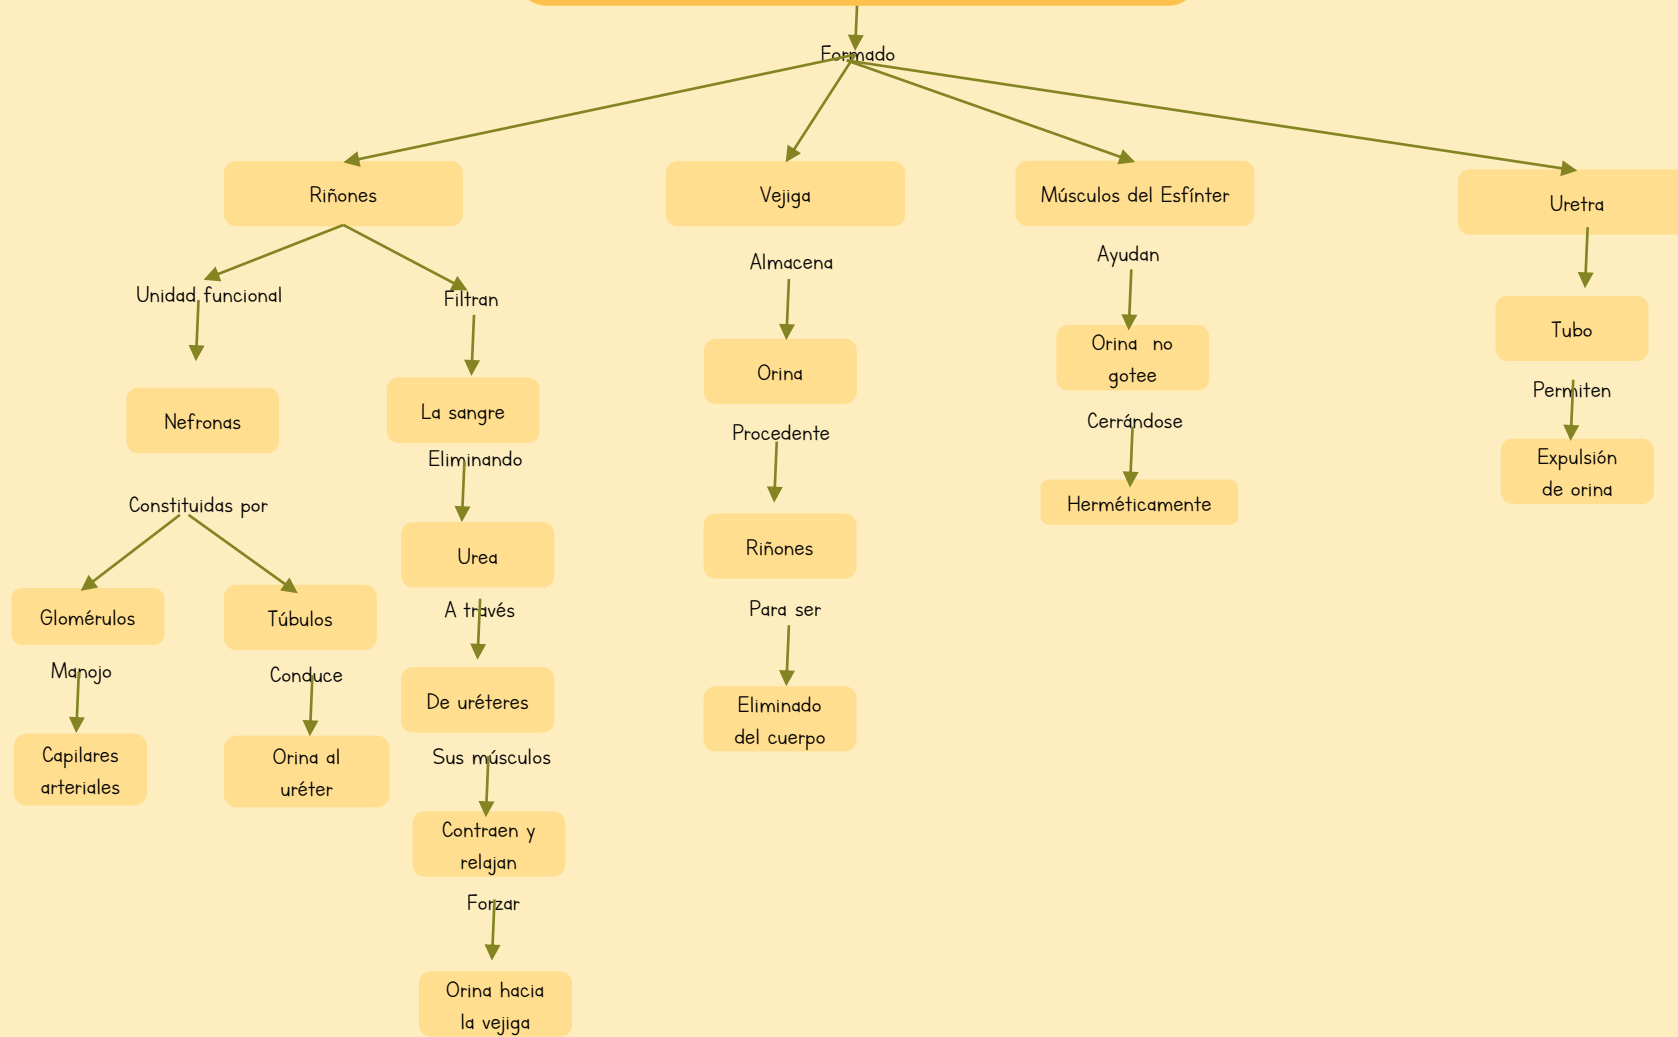 Formado
Riñones
Unidad funcional
Nefronas
Constituidas por
Glomérulos
Manojo
Capilares
arteriales
Túbulos
Conduce
Orina al
uréter
Filtran
La sangre
Eliminando
Urea
A través
De uréteres
Sus músculos
Contraen y
relajan
Forzar
Orina hacia
la vejiga
Vejiga
Almacena
Orina
Procedente
Riñones
Para ser
Eliminado
del cuerpo
Músculos del Esfínter
Ayudan
Orina no
gotee
Cerrándose
Herméticamente
Uretra
Tubo
Permiten
Expulsión
de orina